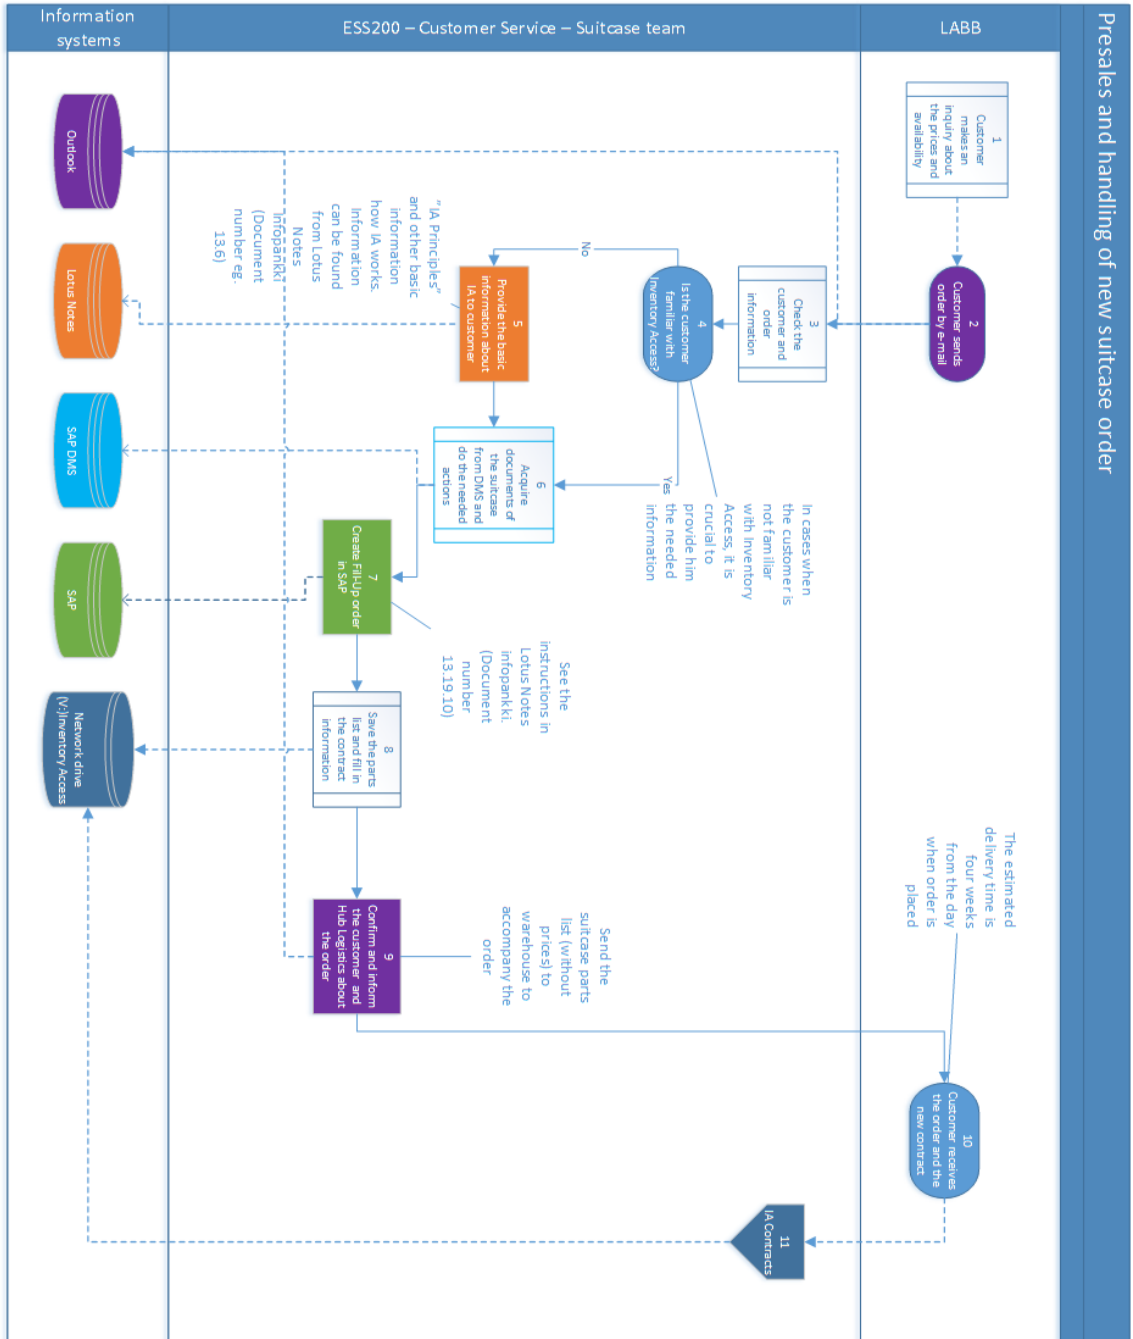 Presales and handling of new suitcase order
LABB
ESS200 – Customer Service – Suitcase team
Information
systems
1
Customer
makes an
inquiry about
the prices and
availability
2
Customer sends
order by e-mail
3
Check the
customer and
order
information
4
Is the customer
familiar with
Inventory Access?
No
Yes
In cases when
the customer is
not familiar
with Inventory
Access, it is
crucial to
provide him
the needed
information
5
Provide the basic
information about
IA to customer
"IA Principles"
and other basic
information
how IA works.
Information
can be found
from Lotus
Notes
Infopankki
(Document
number eg.
13.6)
6
Acquire
documents of
the suitcase
from DMS and
do the needed
actions
7
Create Fill-Up order
in SAP
See the
instructions in
Lotus Notes
infopankki.
(Document
number
13.19.10)
8
Save the parts
list and fill in
the contract
information
9
Confirm and inform
the customer and
Hub Logistics about
the order
Send the
suitcase parts
list (without
prices) to
warehouse to
accompany the
order
The estimated
delivery time is
four weeks
from the day
when order is
placed
10
Customer receives
the order and the
new contract
11
IA Contracts
Outlook
Lotus Notes
SAP DMS
SAP
Network drive
(V:)Inventory Access